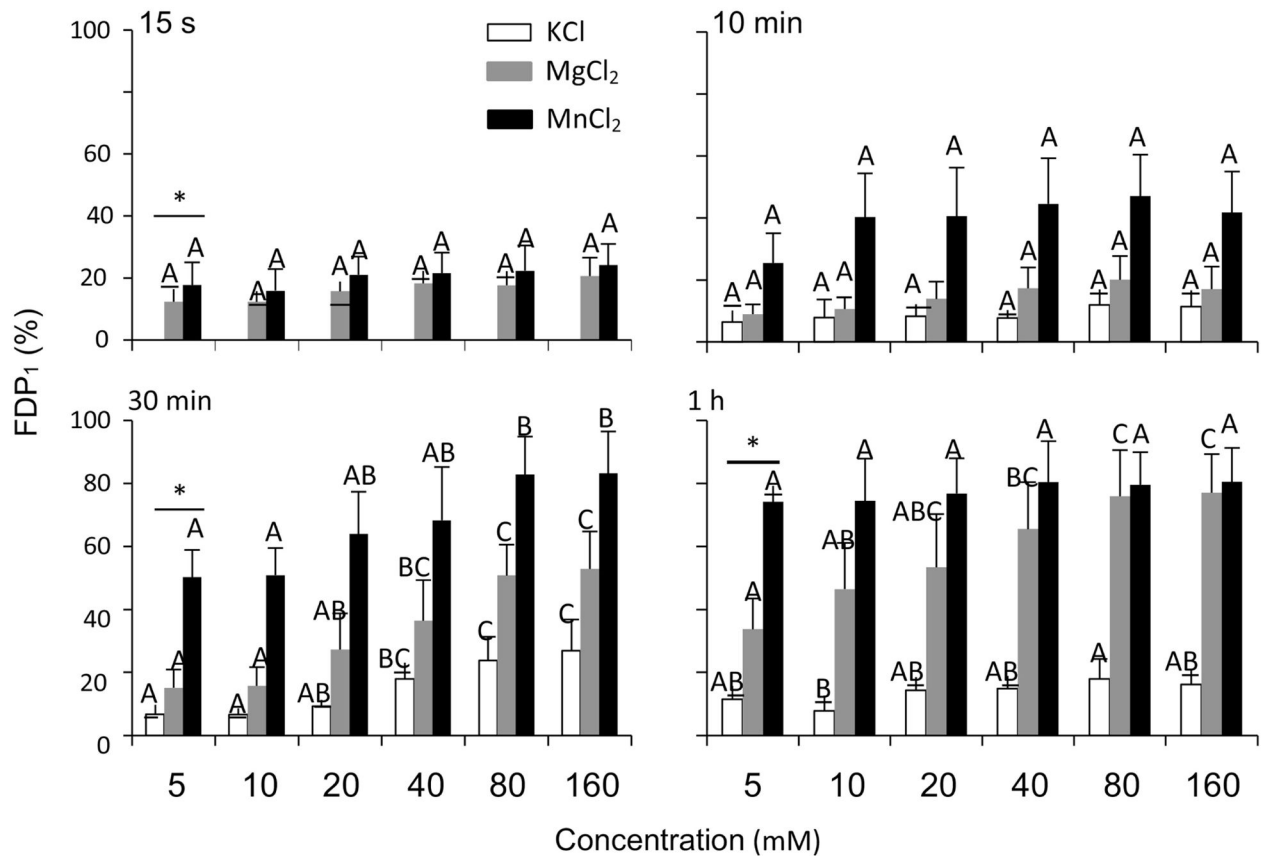 15 s
100
60
40
20
0
KCl
MgCl2
MnCl2
*
A A A A A A A A A A A A
10 min
A A A A A A A A A A A A A A A A A
FDP1 (%)
30 min
100
80
60
40
20
0
*
A A A A A A AB AB AB BC BC AB C C B C C B
1 h
*
AB A A B AB A AB ABC A AB BC A A C A AB C A
5 10 20 40 80 160
5 10 20 40 80 160
Concentration (mM)